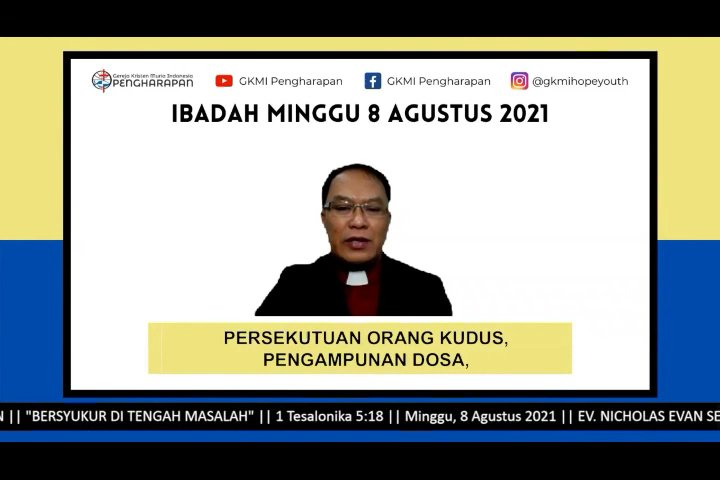 Gereja Kristen Muria Indonesia
PENGHARAPAN
GKMI Pengharapan
GKMI Pengharapan
@gkmihopeyouth
IBADAH MINGGU 8 AGUSTUS 2021
PERSEKUTUAN ORANG KUDUS,
PENGAMPUNAN DOSA,
|| "BERSYUKUR DI TENGAH MASALAH" || 1 Tesalonika 5:18 || Minggu, 8 Agustus 2021 || EV. NICHOLAS EVAN